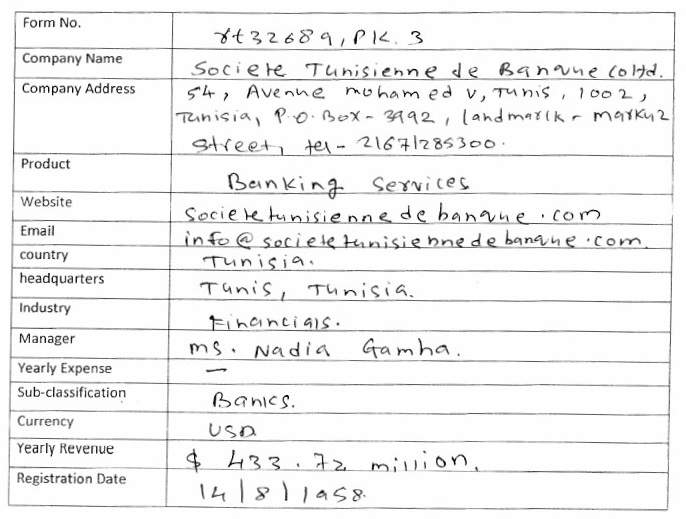 Form No. rt32689, PK. 3
Company Name Societe Tunisienne de Banque Co ltd.
Company Address 54, Avenue mohamed v, Tunis, 1002,
Tunisia, P.O. Box - 3992, landmark - markuz
street, tel - 21671285300.
Product Banking Services
Website Societetunisiennedebanque.com
Email info@societetunisiennedebanque.com.
country Tunisia.
headquarters Tunis, Tunisia.
Industry Financials.
Manager ms. Nadia Gamha.
Yearly Expense —
Sub-classification Banks.
Currency USD
Yearly Revenue $ 433.72 million.
Registration Date 14/8/1958.